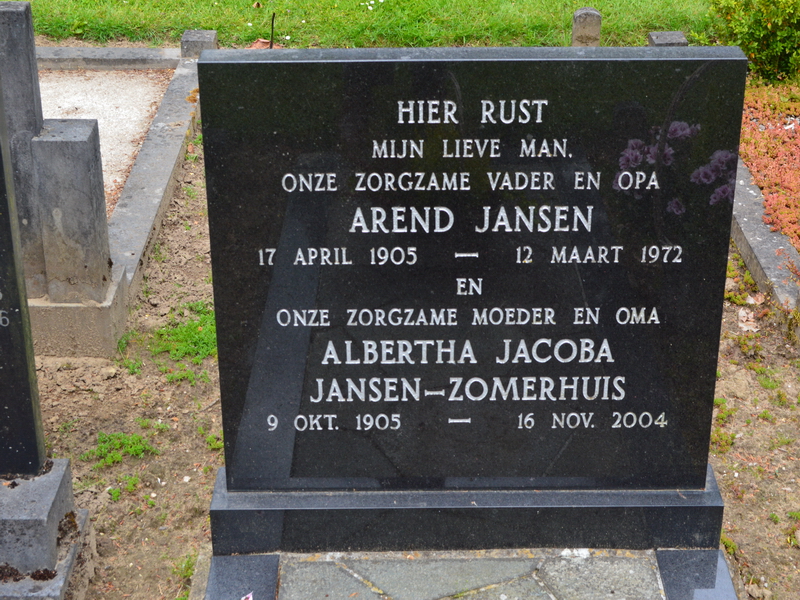 HIER RUST
MIJN LIEVE MAN,
ONZE ZORGZAME VADER EN OPA
AREND JANSEN
17 APRIL 1905 — 12 MAART 1972
EN
ONZE ZORGZAME MOEDER EN OMA
ALBERTHA JACOBA
JANSEN-ZOMERHUIS
9 OKT. 1905 — 16 NOV. 2004